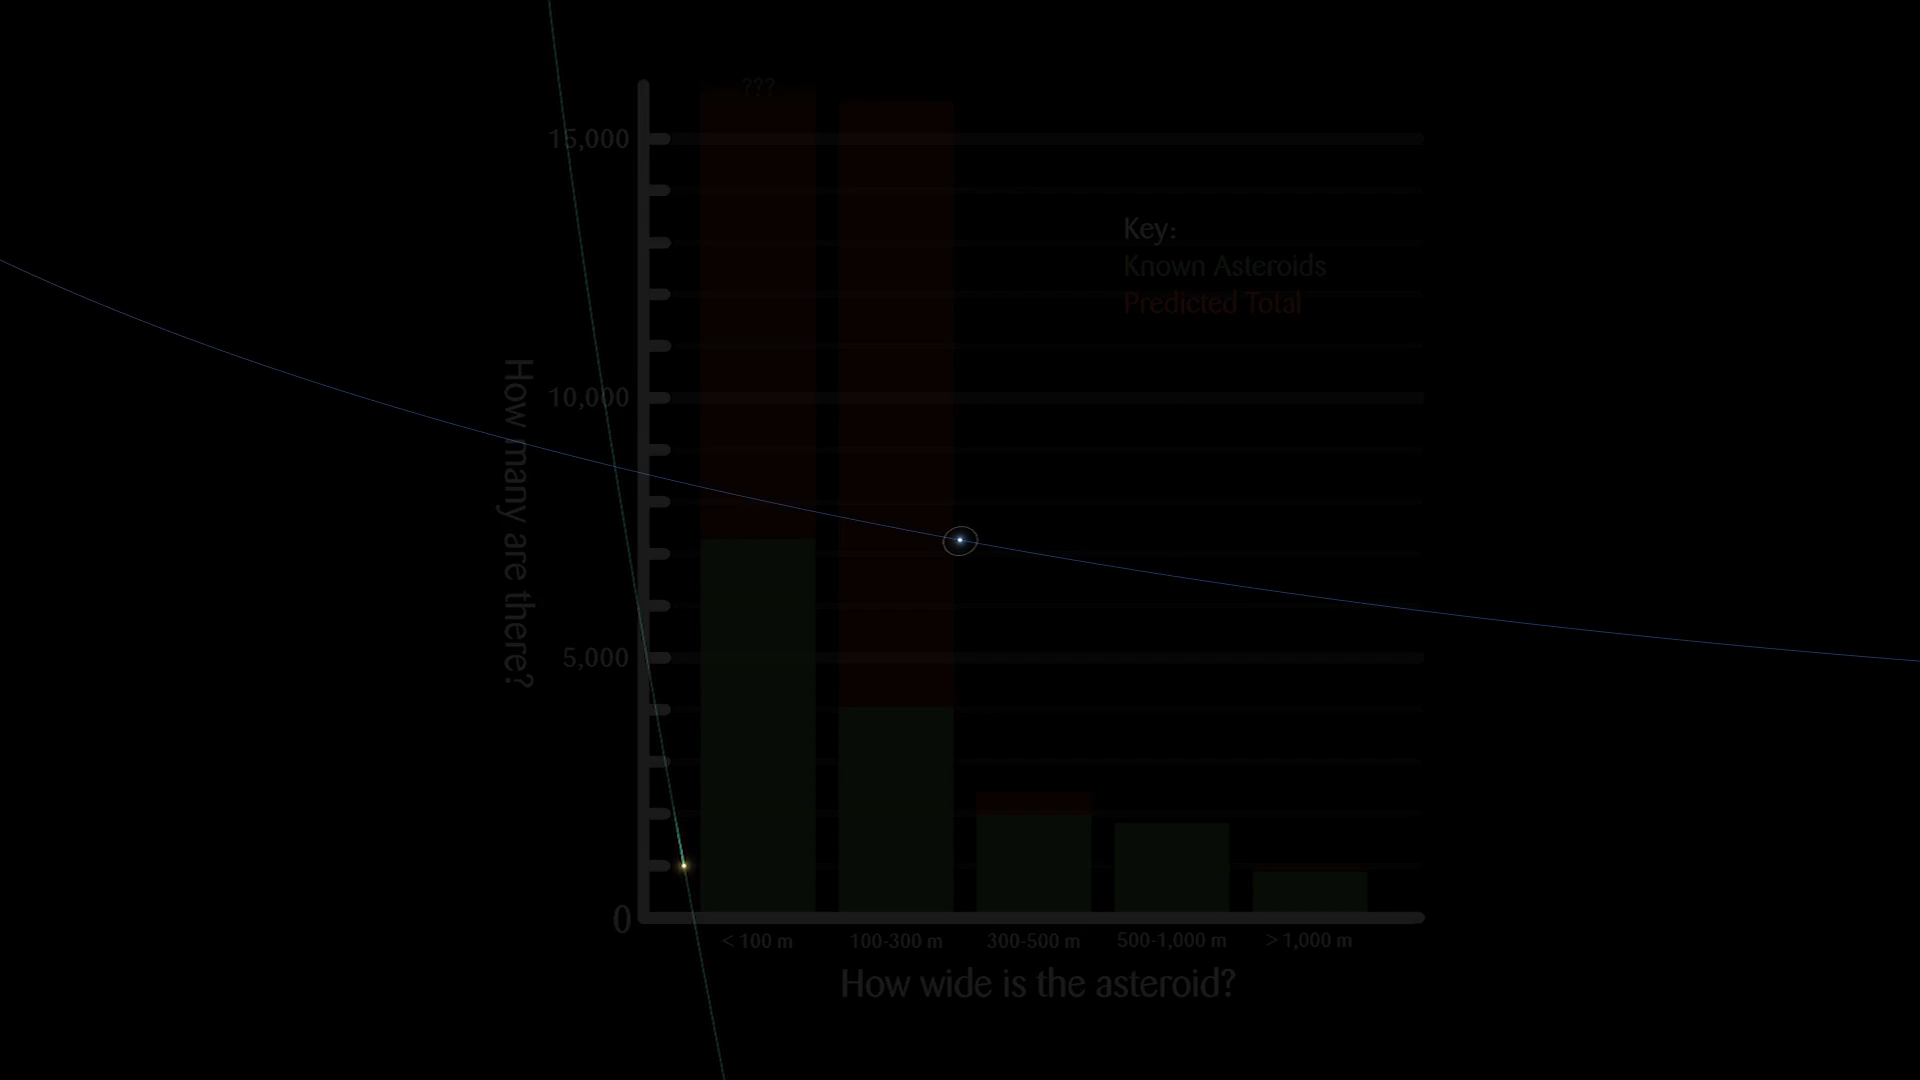 ???
15,000
10,000
5,000
0
How many are there?
Key:
Known Asteroids
Predicted Total
< 100 m
100-300 m
300-500 m
500-1,000 m
> 1,000 m
How wide is the asteroid?